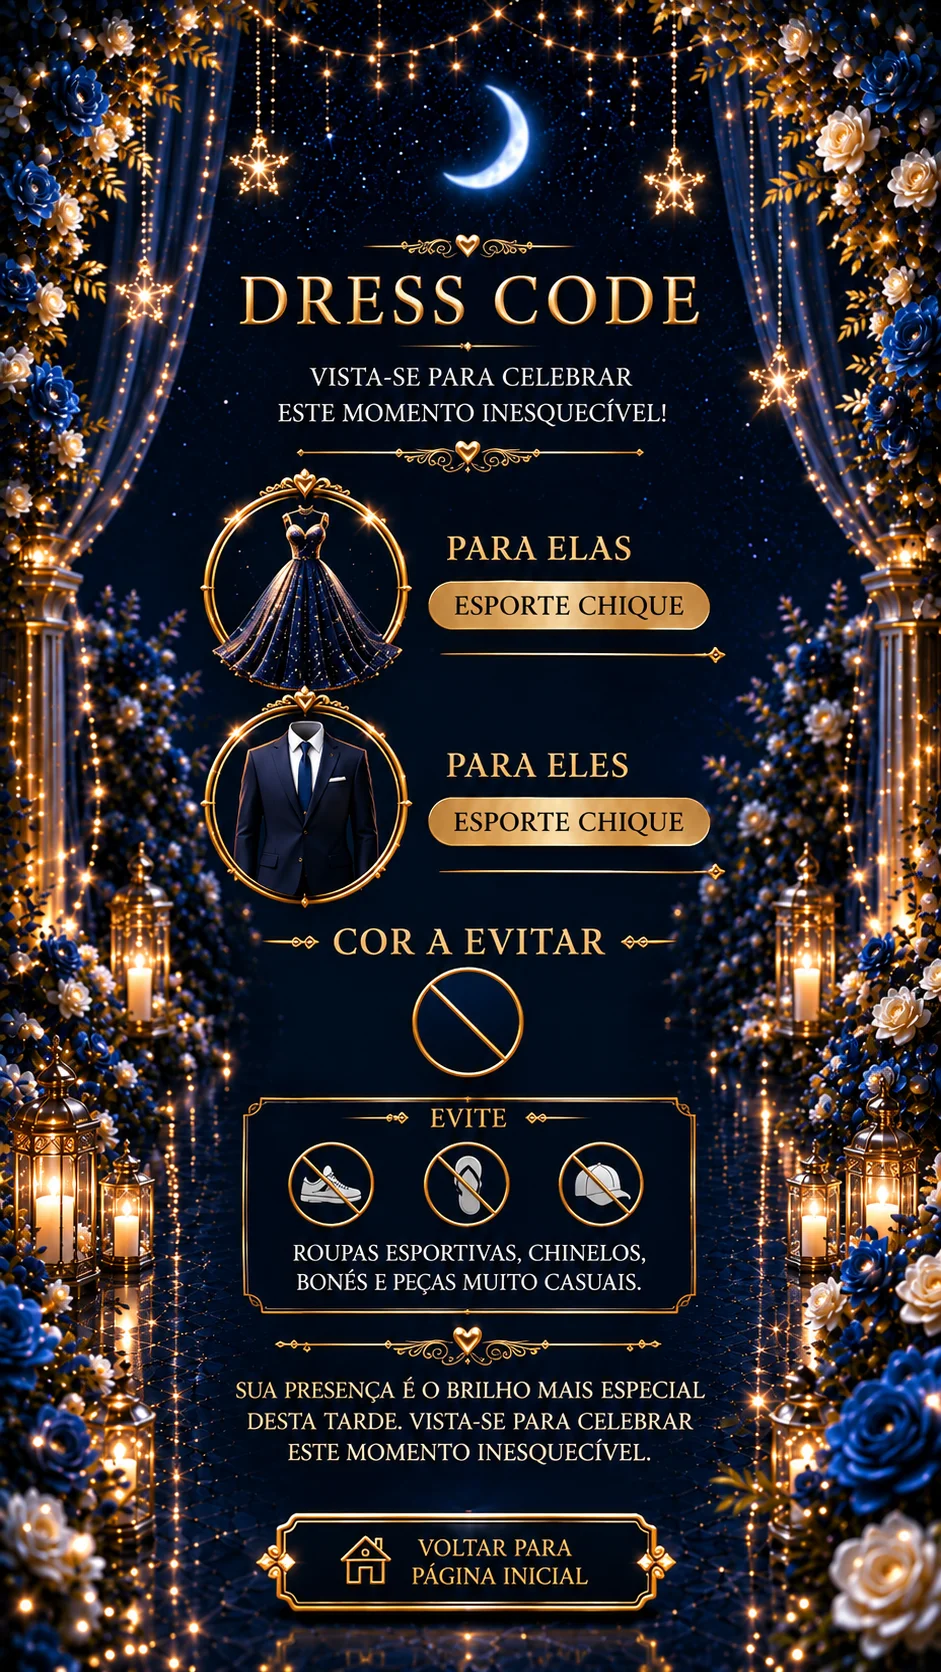 DRESS CODE
VISTA-SE PARA CELEBRAR
ESTE MOMENTO INESQUECÍVEL!
PARA ELAS
ESPORTE CHIQUE
PARA ELES
ESPORTE CHIQUE
COR A EVITAR
EVITE
ROUPAS ESPORTIVAS, CHINELOS,
BONÉS E PEÇAS MUITO CASUAIS.
SUA PRESENÇA É O BRILHO MAIS ESPECIAL
DESTA TARDE. VISTA-SE PARA CELEBRAR
ESTE MOMENTO INESQUECÍVEL.
VOLTAR PARA
PÁGINA INICIAL